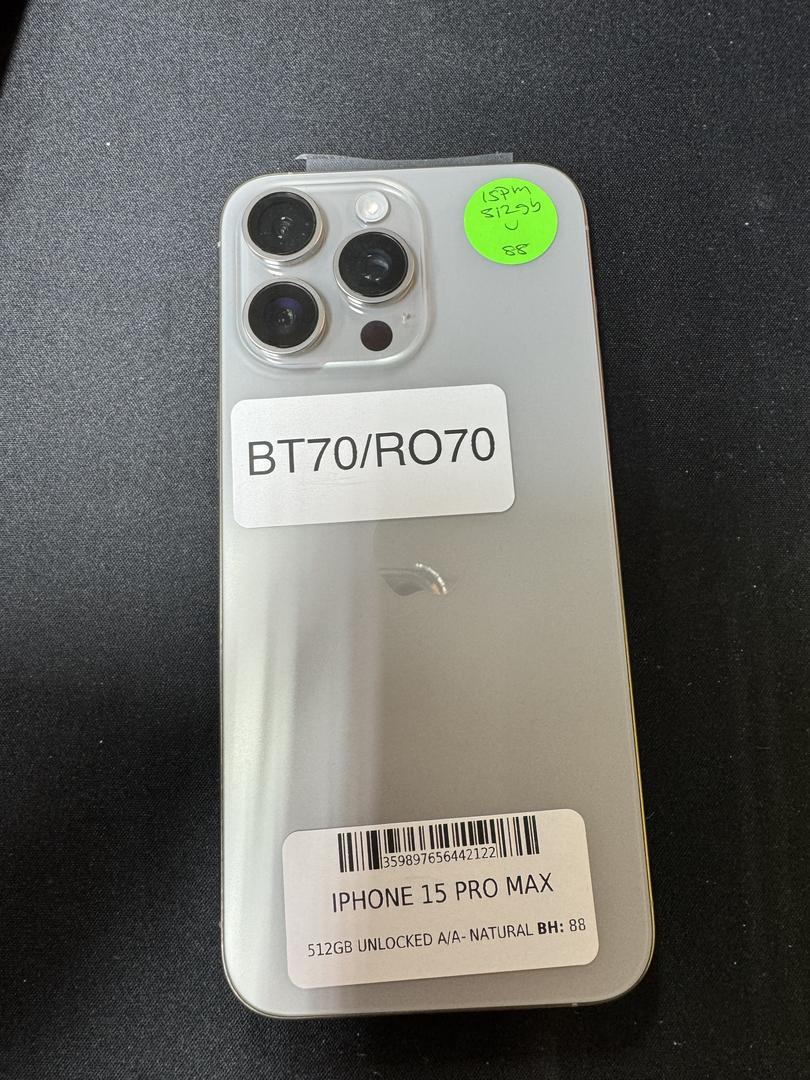 15pm
512gb
U
88
BT70/RO70
359897656442122
IPHONE 15 PRO MAX
512GB UNLOCKED A/A- NATURAL BH: 88